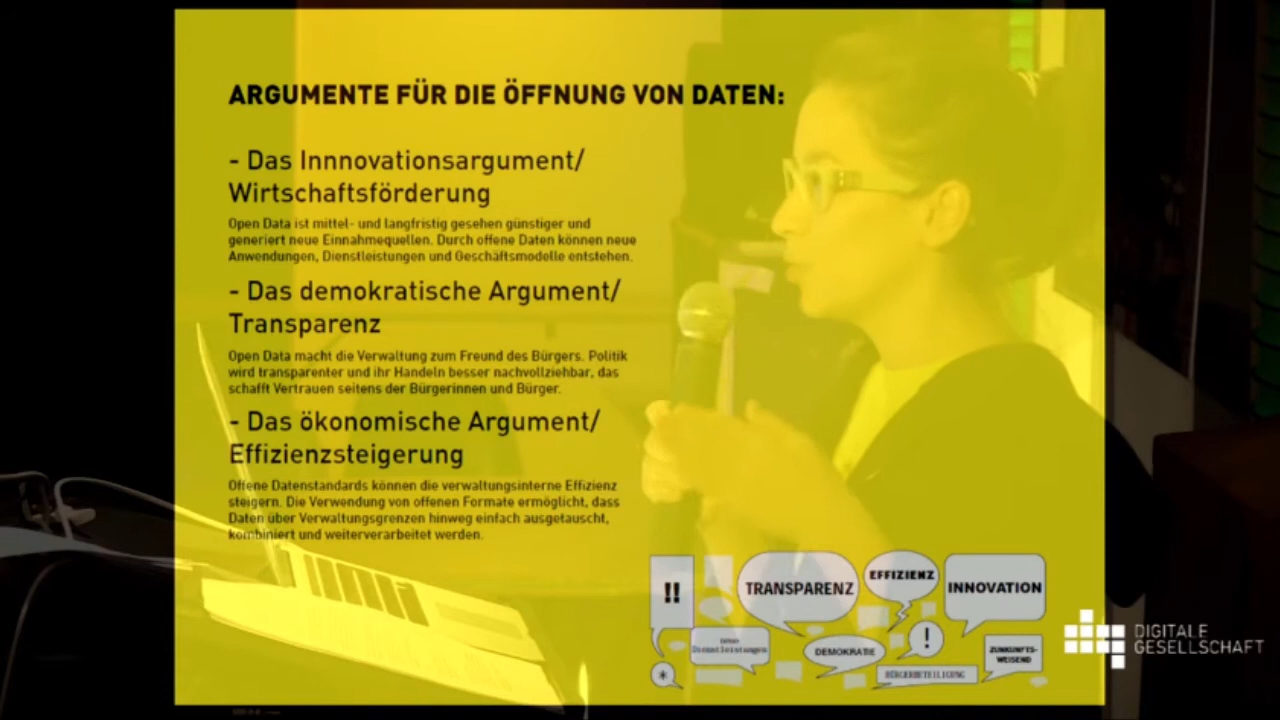 ARGUMENTE FÜR DIE ÖFFNUNG VON DATEN:
- Das Innnovationsargument/
Wirtschaftsförderung
Open Data ist mittel- und langfristig gesehen günstiger und
generiert neue Einnahmequellen. Durch offene Daten können neue
Anwendungen, Dienstleistungen und Geschäftsmodelle entstehen.
- Das demokratische Argument/
Transparenz
Open Data macht die Verwaltung zum Freund des Bürgers. Politik
wird transparenter und ihr Handeln besser nachvollziehbar, das
schafft Vertrauen seitens der Bürgerinnen und Bürger.
- Das ökonomische Argument/
Effizienzsteigerung
Offene Datenstandards können die verwaltungsinterne Effizienz
steigern. Die Verwendung von offenen Formate ermöglicht, dass
Daten über Verwaltungsgrenzen hinweg einfach ausgetauscht,
kombiniert und weiterverarbeitet werden.
!!
TRANSPARENZ
EFFIZIENZ
INNOVATION
Dienstleistungen
DEMOKRATIE
!
ZUNKUNFTS-
WEISEND
*
BÜRGERBETEILIGUNG
DIGITALE
GESELLSCHAFT